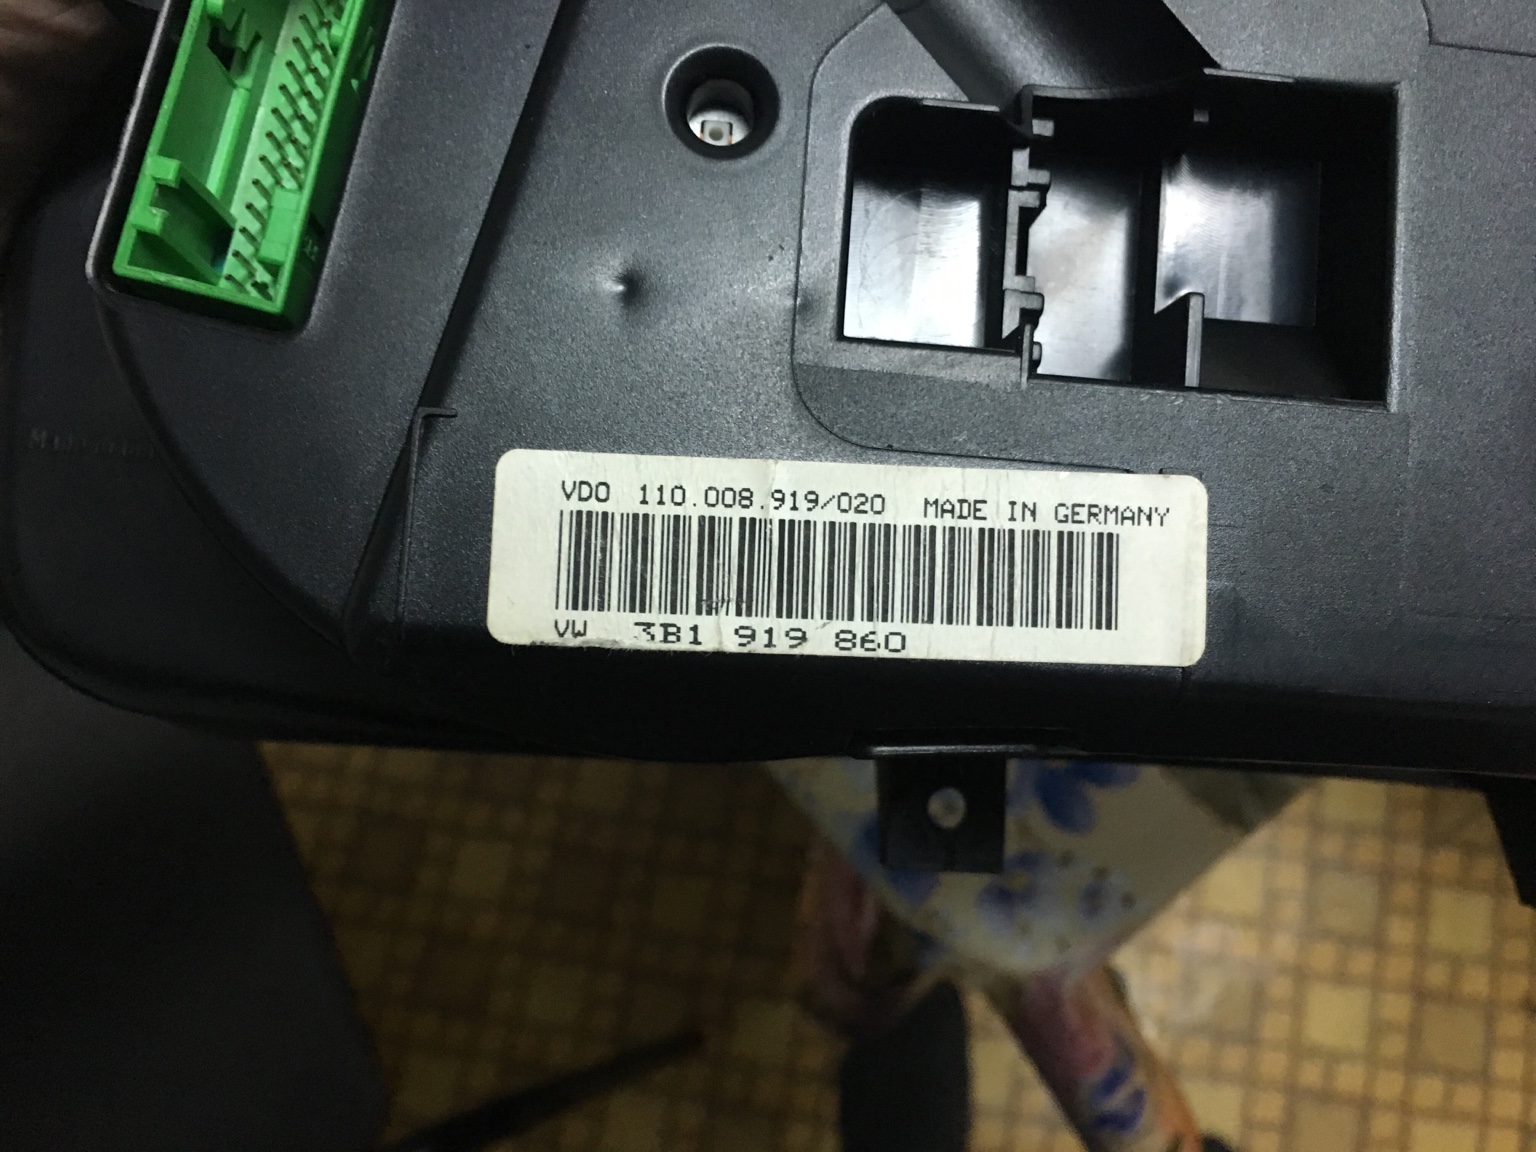 VDO 110.008.919/020 MADE IN GERMANY
VW 3B1 919 860